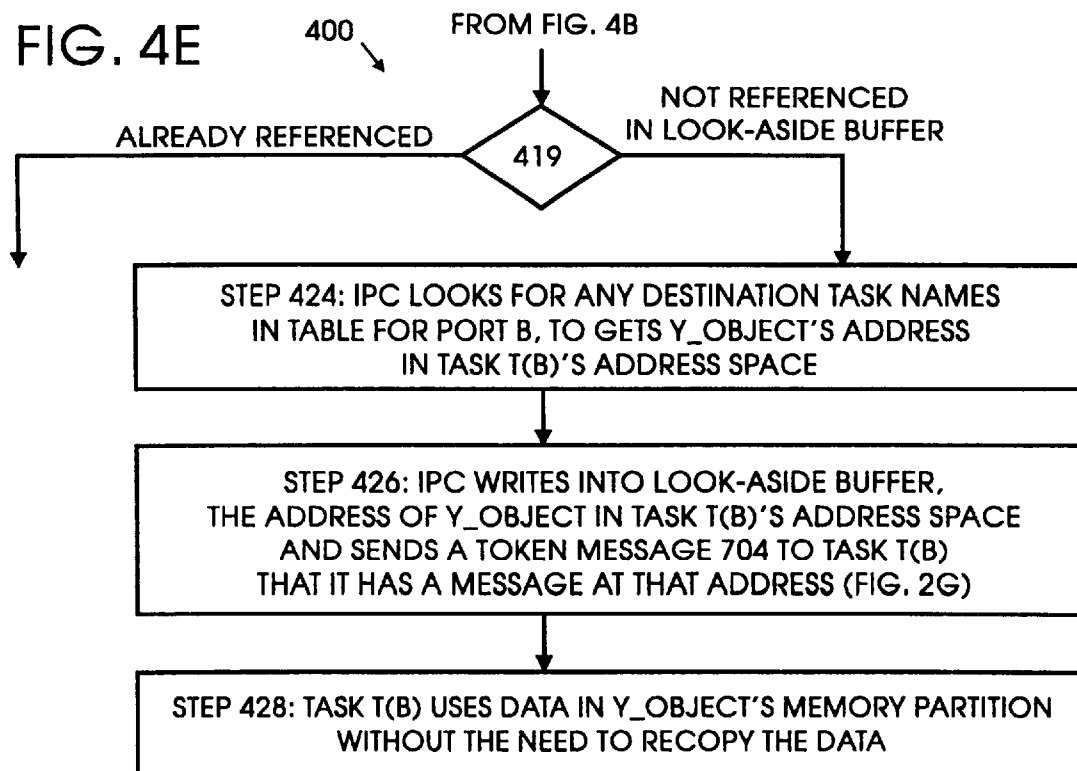 FIG. 4E
400
FROM FIG. 4B
ALREADY REFERENCED
NOT REFERENCED
IN LOOK-ASIDE BUFFER
419
STEP 424: IPC LOOKS FOR ANY DESTINATION TASK NAMES
IN TABLE FOR PORT B, TO GETS Y_OBJECT'S ADDRESS
IN TASK T(B)'S ADDRESS SPACE
STEP 426: IPC WRITES INTO LOOK-ASIDE BUFFER,
THE ADDRESS OF Y_OBJECT IN TASK T(B)'S ADDRESS SPACE
AND SENDS A TOKEN MESSAGE 704 TO TASK T(B)
THAT IT HAS A MESSAGE AT THAT ADDRESS (FIG. 2G)
STEP 428: TASK T(B) USES DATA IN Y_OBJECT'S MEMORY PARTITION
WITHOUT THE NEED TO RECOPY THE DATA